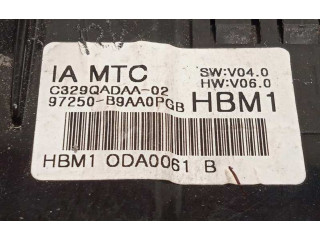 IA MTC
SW:V04.0
C329QADAA-02
HW:V06.0
97250-B9AA0PGB
HBM1
HBM1 ODA0061 B